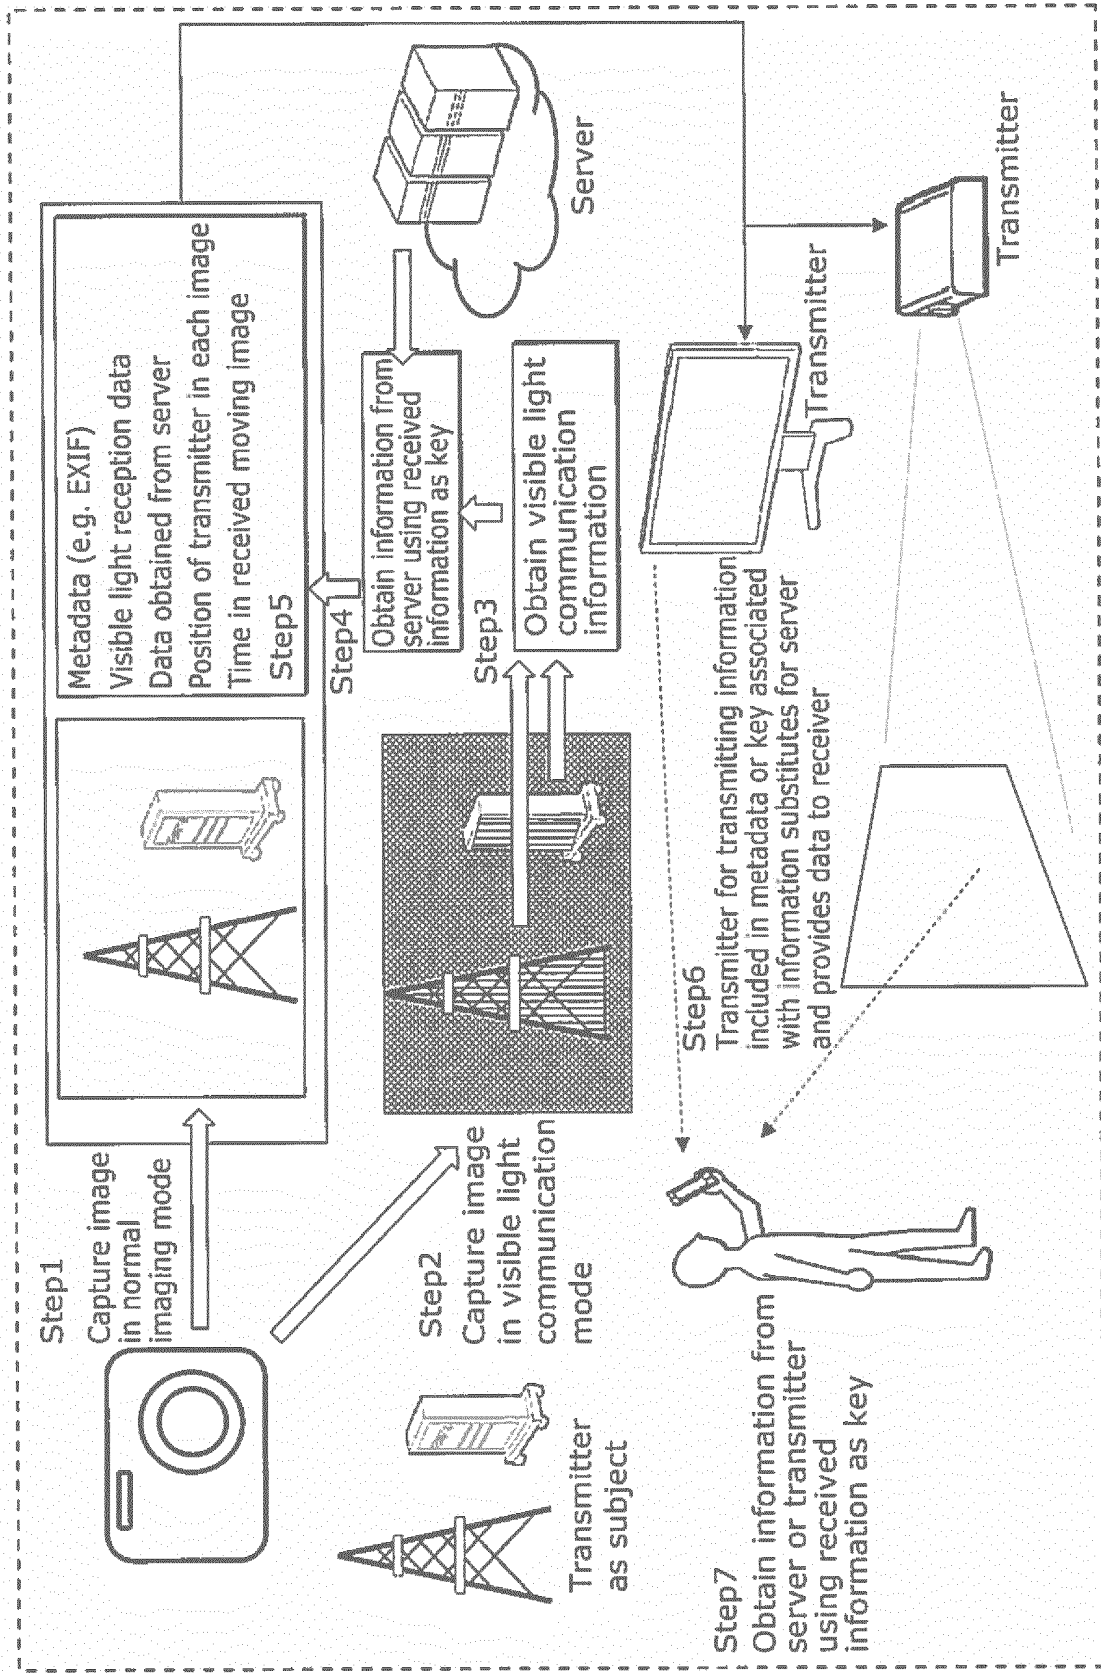 Step1
Capture image
in normal
imaging mode
Metadata (e.g. EXIF)
Visible light reception data
Data obtained from server
Position of transmitter in each image
Time in received moving image
Step5
Step4
Obtain information from
server using received
information as key
Server
Step2
Capture image
in visible light
communication
mode
Step3
Obtain visible light
communication
information
Transmitter
as subject
Step6
Transmitter for transmitting information
included in metadata or key associated
with information substitutes for server
and provides data to receiver
Transmitter
Transmitter
Step7
Obtain information from
server or transmitter
using received
information as key